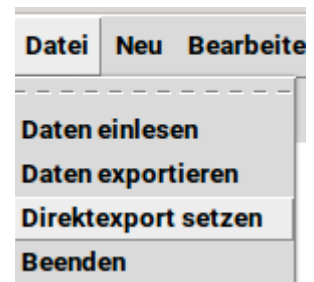 Datei Neu Bearbeite
Daten einlesen
Daten exportieren
Direktexport setzen
Beenden